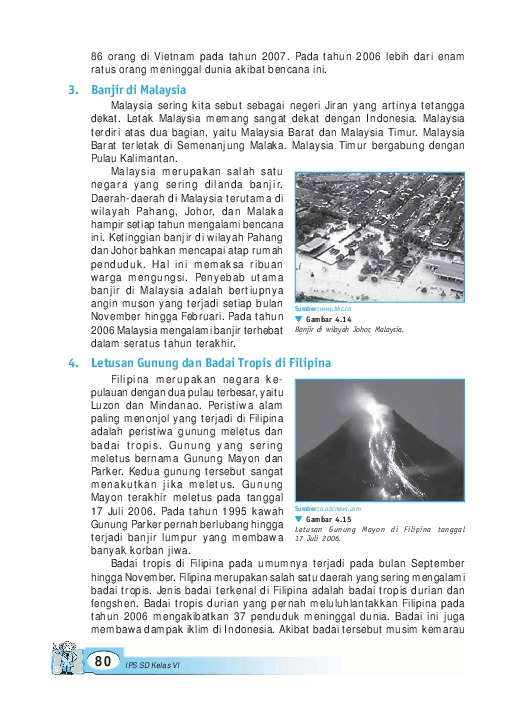 86 orang di Vietnam pada tahun 2007. Pada tahun 2006 lebih dari enam
ratus orang meninggal dunia akibat bencana ini.
3. Banjir di Malaysia
Malaysia sering kita sebut sebagai negeri Jiran yang artinya tetangga
dekat. Letak Malaysia memang sangat dekat dengan Indonesia. Malaysia
terdiri atas dua bagian, yaitu Malaysia Barat dan Malaysia Timur. Malaysia
Barat terletak di Semenanjung Malaka. Malaysia Timur bergabung dengan
Pulau Kalimantan.
Malaysia merupakan salah satu
negara yang sering dilanda banjir.
Daerah-daerah di Malaysia terutama di
wilayah Pahang, Johor, dan Malaka
hampir setiap tahun mengalami bencana
ini. Ketinggian banjir di wilayah Pahang
dan Johor bahkan mencapai atap rumah
penduduk. Hal ini memaksa ribuan
warga mengungsi. Penyebab utama
banjir di Malaysia adalah bertiupnya
angin muson yang terjadi setiap bulan
November hingga Februari. Pada tahun
2006 Malaysia mengalami banjir terhebat
dalam seratus tahun terakhir.
Sumber: www.bbc.co
Gambar 4.14
Banjir di wilayah Johor, Malaysia.
4. Letusan Gunung dan Badai Tropis di Filipina
Filipina merupakan negara ke-
pulauan dengan dua pulau terbesar, yaitu
Luzon dan Mindanao. Peristiwa alam
paling menonjol yang terjadi di Filipina
adalah peristiwa gunung meletus dan
badai tropis. Gunung yang sering
meletus bernama Gunung Mayon dan
Parker. Kedua gunung tersebut sangat
menakutkan jika meletus. Gunung
Mayon terakhir meletus pada tanggal
17 Juli 2006. Pada tahun 1995 kawah
Gunung Parker pernah berlubang hingga
terjadi banjir lumpur yang membawa
banyak korban jiwa.
Sumber: a.abcnews.com
Gambar 4.15
Letusan Gunung Mayon di Filipina tanggal
17 Juli 2006.
Badai tropis di Filipina pada umumnya terjadi pada bulan September
hingga November. Filipina merupakan salah satu daerah yang sering mengalami
badai tropis. Jenis badai terkenal di Filipina adalah badai tropis durian dan
fengshen. Badai tropis durian yang pernah meluluhlantakkan Filipina pada
tahun 2006 mengakibatkan 37 penduduk meninggal dunia. Badai ini juga
membawa dampak iklim di Indonesia. Akibat badai tersebut musim kemarau
80 IPS SD Kelas VI